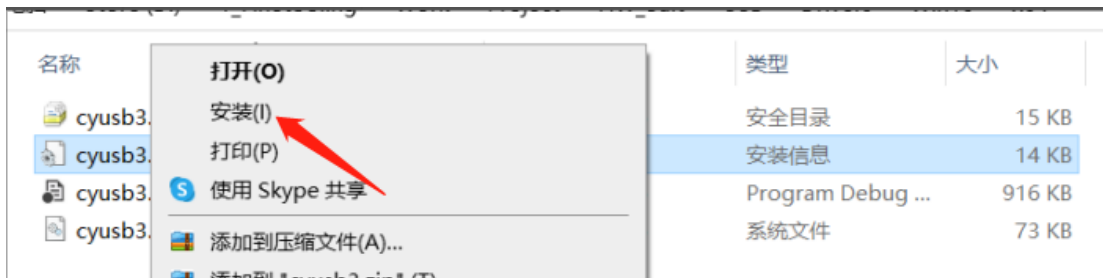 名称 类型 大小
打开(O)
安装(I)
打印(P)
使用 Skype 共享
添加到压缩文件(A)...
cyusb3. 安全目录 15 KB
cyusb3. 安装信息 14 KB
cyusb3. Program Debug ... 916 KB
cyusb3. 系统文件 73 KB